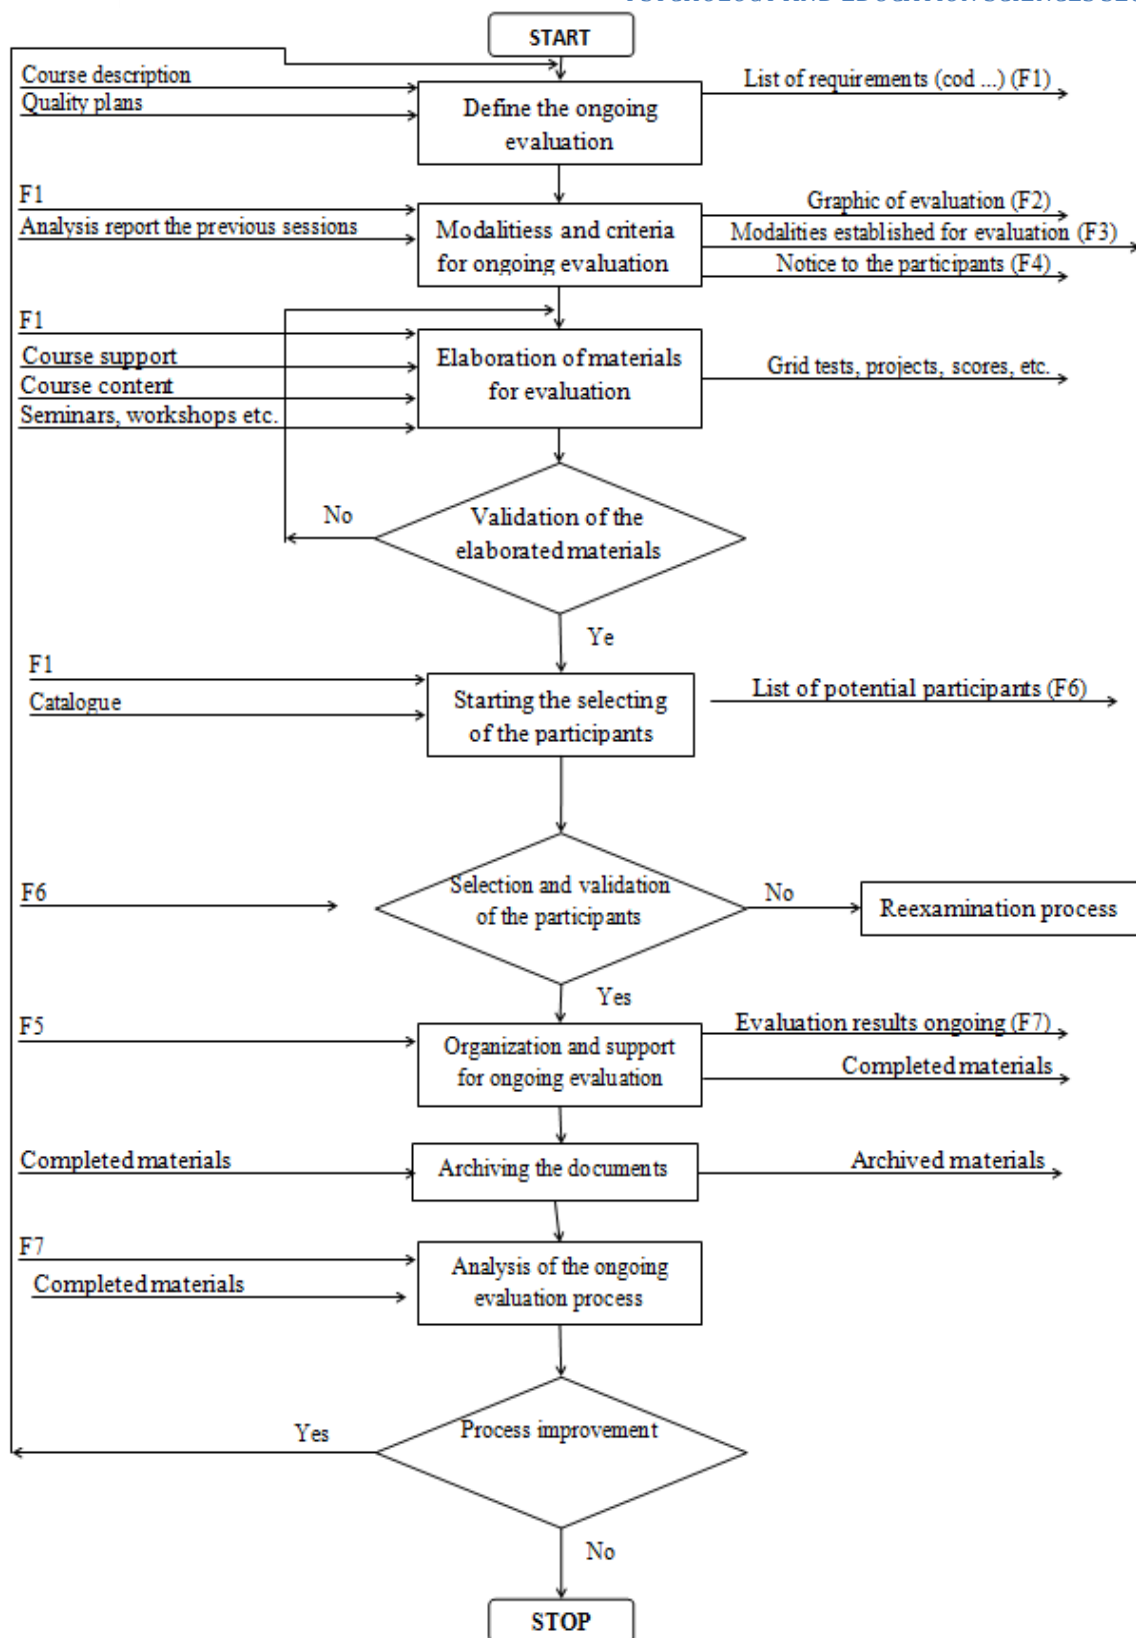 START
Course description
Quality plans
Define the ongoing
evaluation
List of requirements (cod ...) (F1)
F1
Analysis report the previous sessions
Modalitiess and criteria
for ongoing evaluation
Graphic of evaluation (F2)
Modalities established for evaluation (F3)
Notice to the participants (F4)
F1
Course support
Course content
Seminars, workshops etc.
Elaboration of materials
for evaluation
Grid tests, projects, scores, etc.
No
Validation of the
elaborated materials
Ye
F1
Catalogue
Starting the selecting
of the participants
List of potential participants (F6)
F6
Selection and validation
of the participants
No
Reexamination process
Yes
F5
Organization and support
for ongoing evaluation
Evaluation results ongoing (F7)
Completed materials
Completed materials
Archiving the documents
Archived materials
F7
Completed materials
Analysis of the ongoing
evaluation process
Yes
Process improvement
No
STOP